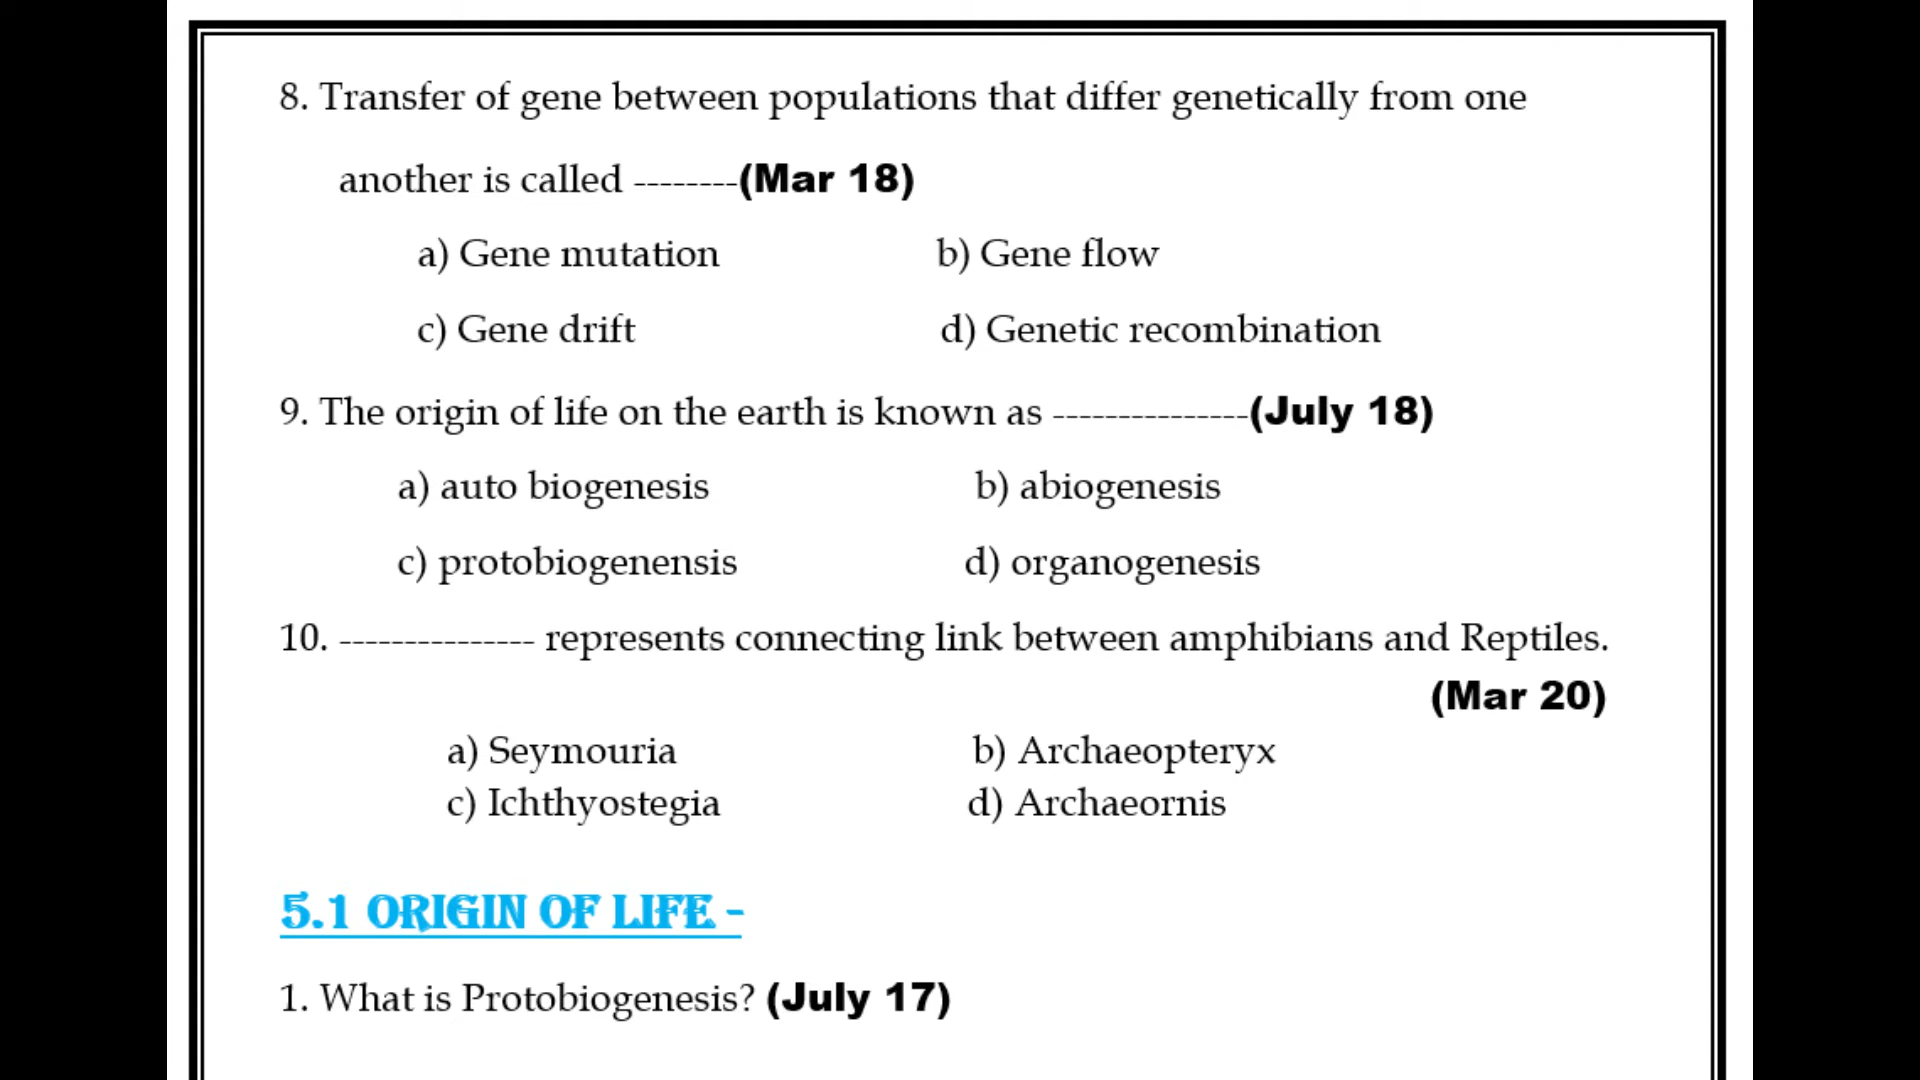 8. Transfer of gene between populations that differ genetically from one
another is called --------(Mar 18)
a) Gene mutation b) Gene flow
c) Gene drift d) Genetic recombination
9. The origin of life on the earth is known as ---------------(July 18)
a) auto biogenesis b) abiogenesis
c) protobiogenensis d) organogenesis
10. --------------- represents connecting link between amphibians and Reptiles.
(Mar 20)
a) Seymouria b) Archaeopteryx
c) Ichthyostegia d) Archaeornis
5.1 ORIGIN OF LIFE -
1. What is Protobiogenesis? (July 17)